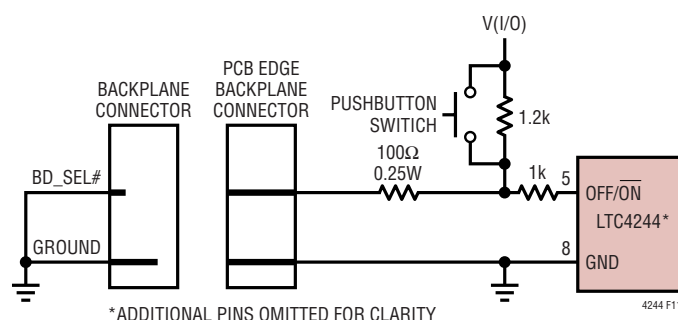 V(I/O)
BACKPLANE
CONNECTOR
PCB EDGE
BACKPLANE
CONNECTOR
PUSHBUTTON
SWITICH
1.2k
100Ω
0.25W
1k
5
BD_SEL#
OFF/ON
LTC4244*
GROUND
8
GND
*ADDITIONAL PINS OMITTED FOR CLARITY
4244 F11